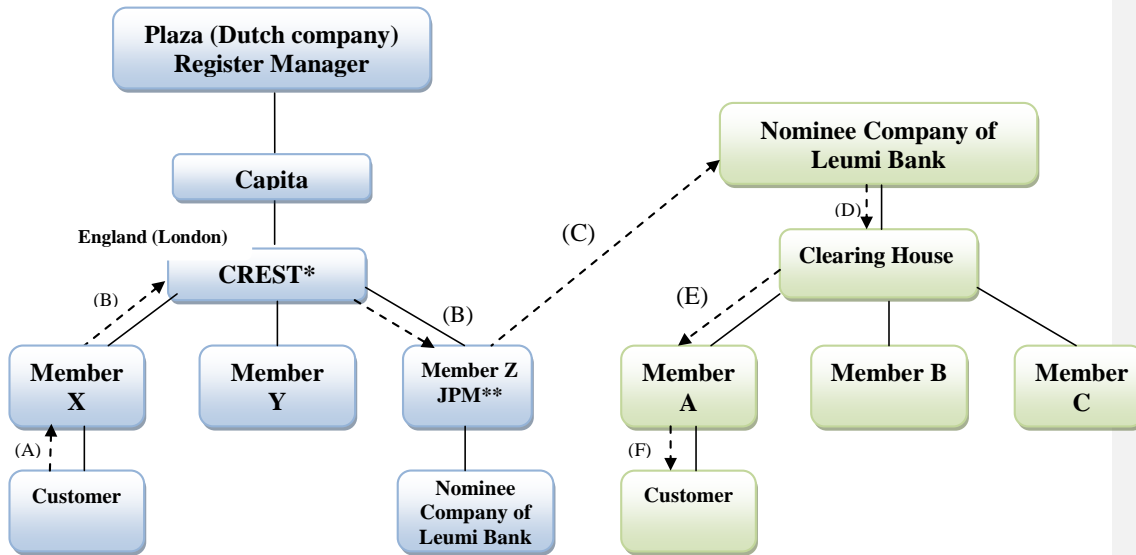 Plaza (Dutch company)
Register Manager
Capita
England (London)
CREST*
(B)
(B)
Member
X
Member
Y
Member Z
JPM**
(A)
Customer
Nominee
Company of
Leumi Bank
(C)
Nominee Company of
Leumi Bank
(D)
Clearing House
(E)
Member
A
Member B
Member
C
(F)
Customer